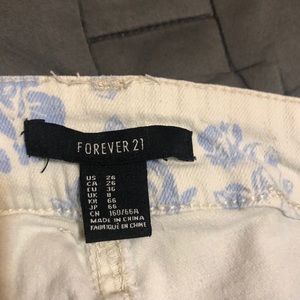 FOREVER 21
US 26
CA 26
EU 36
UK 8
KR 66
JP 66
CN 160/66A
MADE IN CHINA
FABRIQUÉ EN CHINE